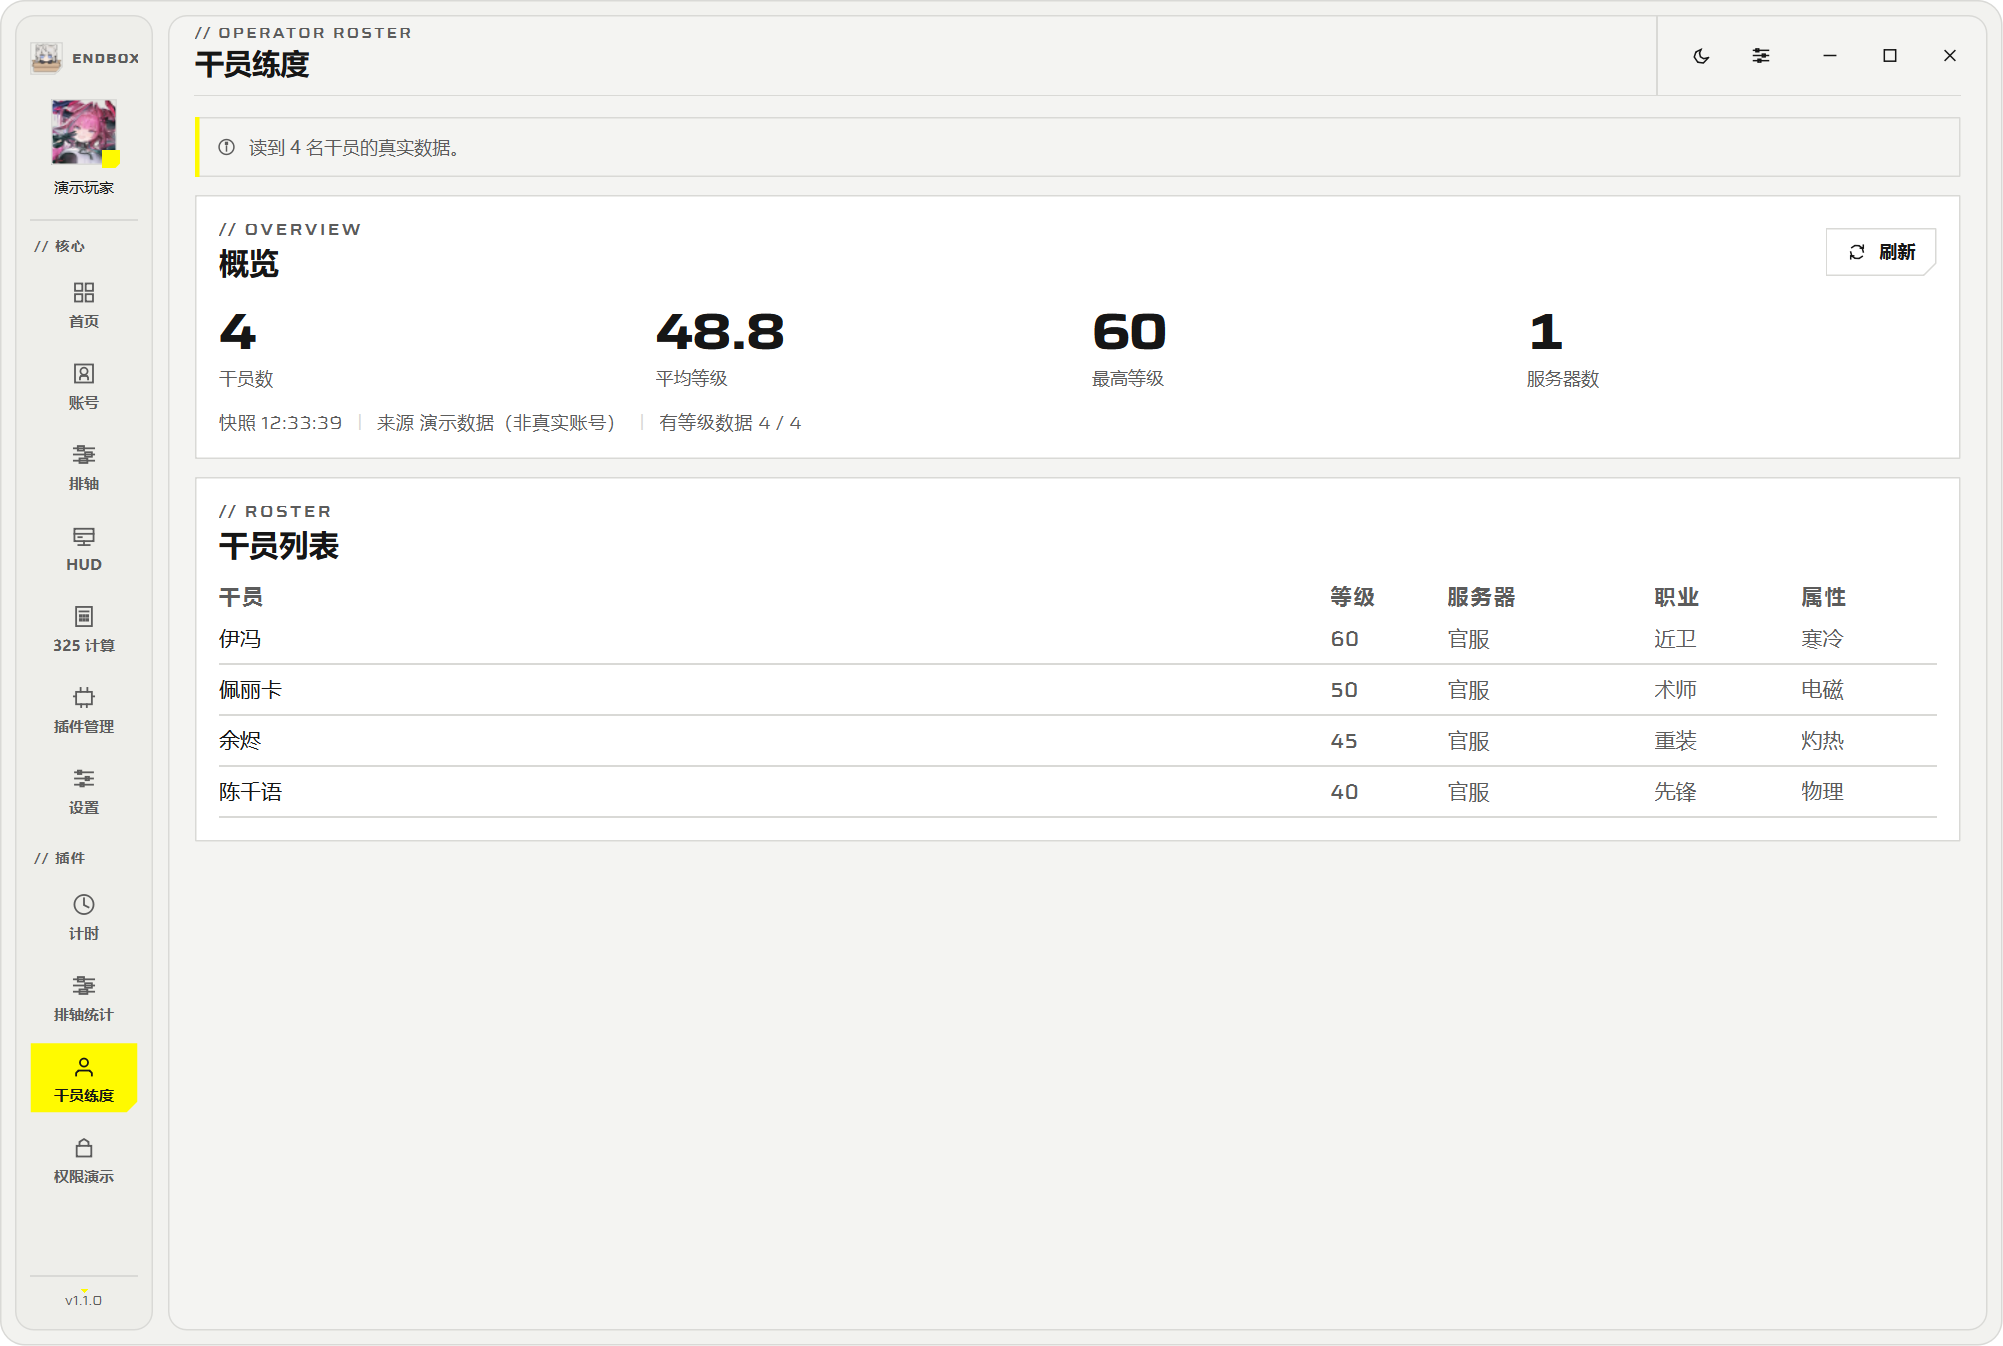 ENDBOX
演示玩家
// 核心
首页
账号
排轴
HUD
325 计算
插件管理
设置
// 插件
计时
排轴统计
干员练度
权限演示
v1.1.0
// OPERATOR ROSTER
干员练度
读到 4 名干员的真实数据。
// OVERVIEW
概览
刷新
4 48.8 60 1
干员数 平均等级 最高等级 服务器数
快照 12:33:39 来源 演示数据（非真实账号） 有等级数据 4 / 4
// ROSTER
干员列表
干员 等级 服务器 职业 属性
伊冯 60 官服 近卫 寒冷
佩丽卡 50 官服 术师 电磁
余烬 45 官服 重装 灼热
陈千语 40 官服 先锋 物理